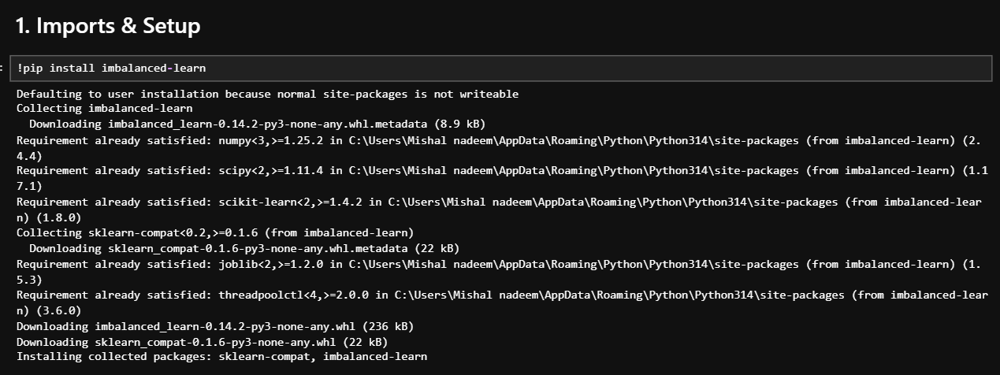 1. Imports & Setup
:
!pip install imbalanced-learn
Defaulting to user installation because normal site-packages is not writeable
Collecting imbalanced-learn
  Downloading imbalanced_learn-0.14.2-py3-none-any.whl.metadata (8.9 kB)
Requirement already satisfied: numpy<3,>=1.25.2 in C:\Users\Mishal nadeem\AppData\Roaming\Python\Python314\site-packages (from imbalanced-learn) (2.
4.4)
Requirement already satisfied: scipy<2,>=1.11.4 in C:\Users\Mishal nadeem\AppData\Roaming\Python\Python314\site-packages (from imbalanced-learn) (1.1
7.1)
Requirement already satisfied: scikit-learn<2,>=1.4.2 in C:\Users\Mishal nadeem\AppData\Roaming\Python\Python314\site-packages (from imbalanced-lear
n) (1.8.0)
Collecting sklearn-compat<0.2,>=0.1.6 (from imbalanced-learn)
  Downloading sklearn_compat-0.1.6-py3-none-any.whl.metadata (22 kB)
Requirement already satisfied: joblib<2,>=1.2.0 in C:\Users\Mishal nadeem\AppData\Roaming\Python\Python314\site-packages (from imbalanced-learn) (1.
5.3)
Requirement already satisfied: threadpoolctl<4,>=2.0.0 in C:\Users\Mishal nadeem\AppData\Roaming\Python\Python314\site-packages (from imbalanced-lear
n) (3.6.0)
Downloading imbalanced_learn-0.14.2-py3-none-any.whl (236 kB)
Downloading sklearn_compat-0.1.6-py3-none-any.whl (22 kB)
Installing collected packages: sklearn-compat, imbalanced-learn